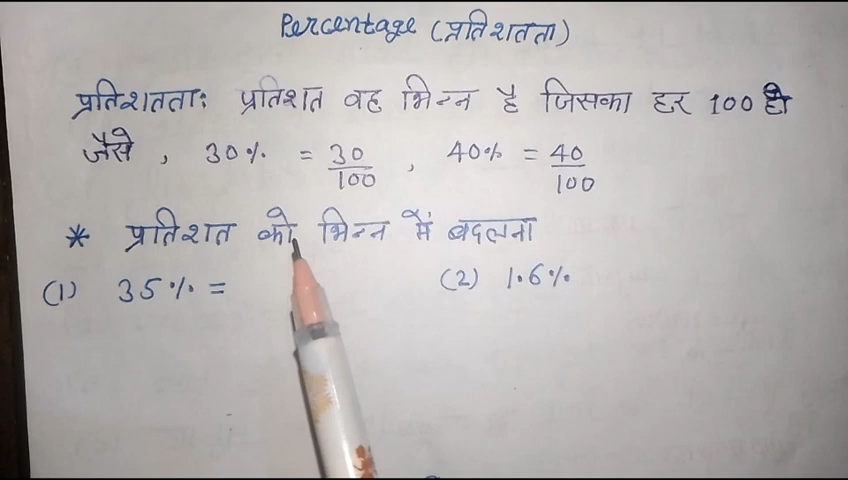 Percentage (प्रतिशतता)
प्रतिशतता: प्रतिशत वह भिन्न है जिसका हर 100 हो
जैसे, 30% = 30/100, 40% = 40/100
* प्रतिशत को भिन्न में बदलना
(1) 35% = (2) 1.6%